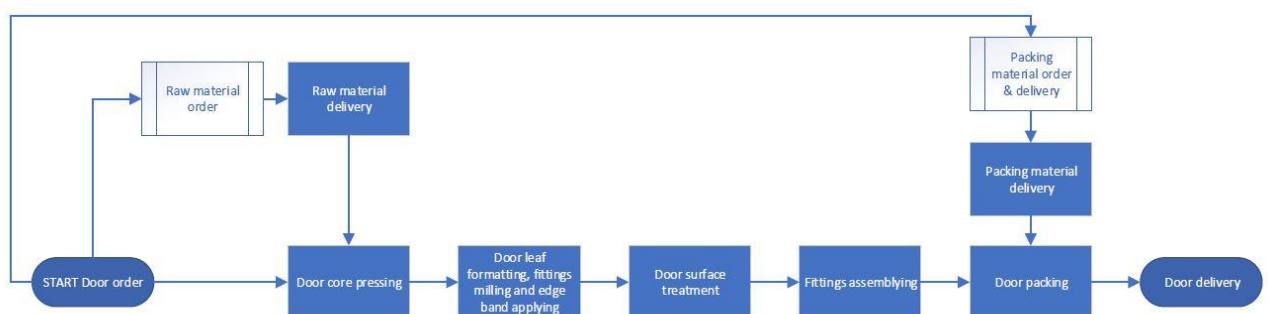 Packing
material order
& delivery
Raw material
order
Raw material
delivery
Packing material
delivery
START Door order
Door core pressing
Door leaf
formatting, fittings
milling and edge
band applying
Door surface
treatment
Fittings assemblying
Door packing
Door delivery